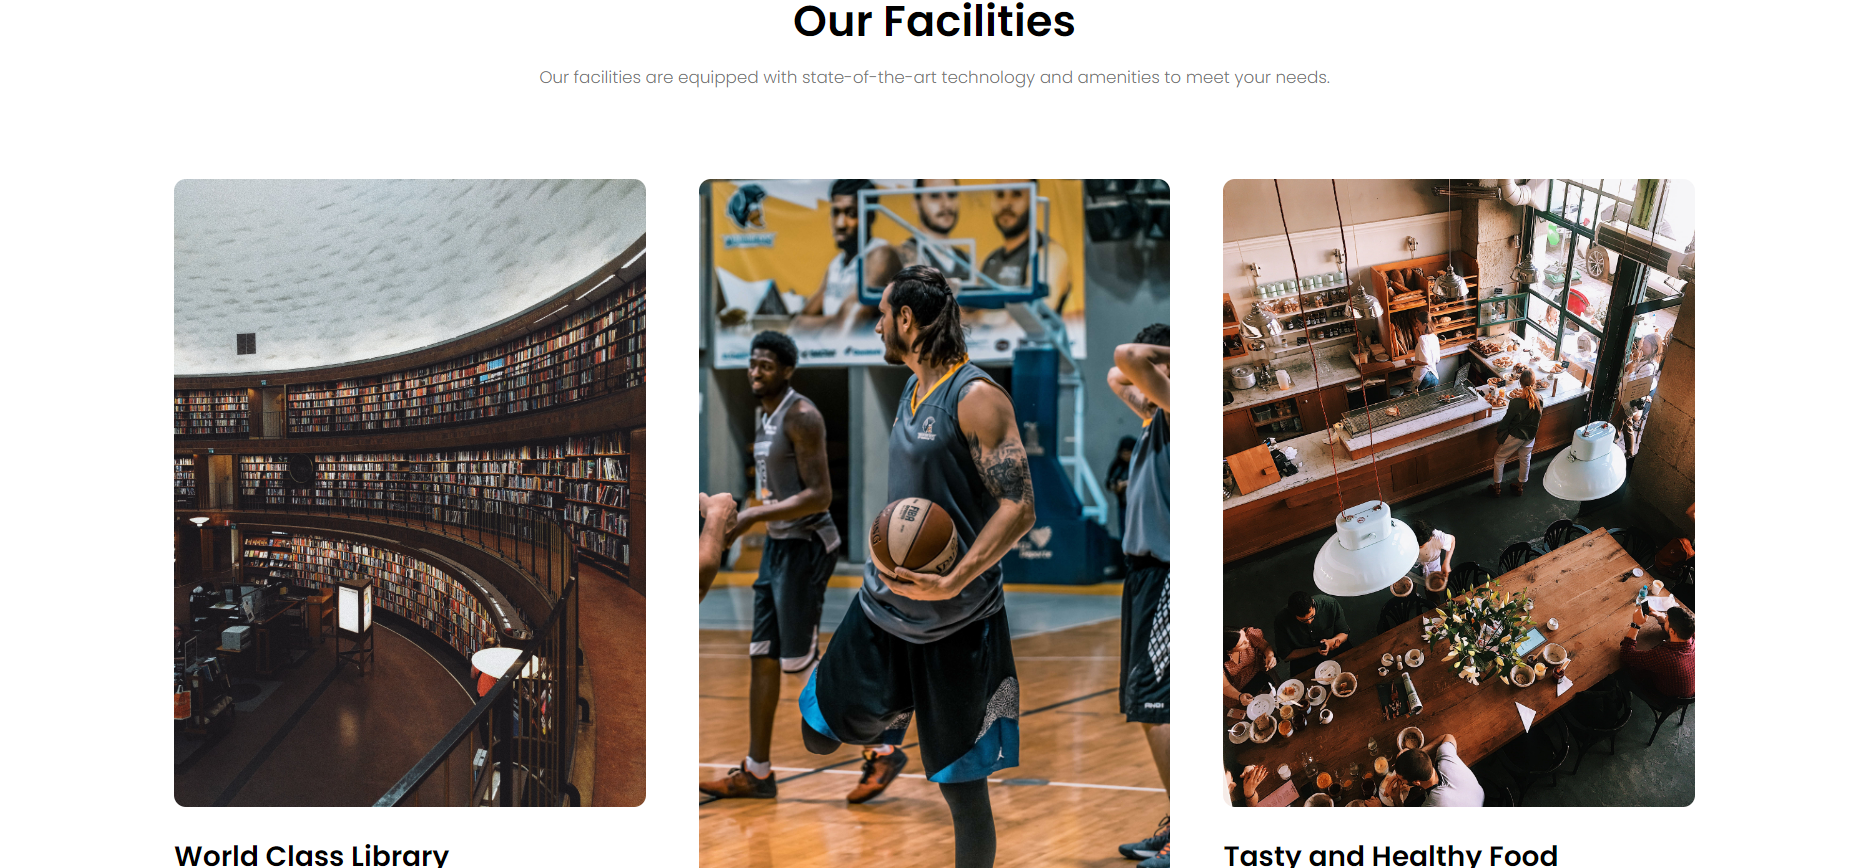 Our Facilities
Our facilities are equipped with state-of-the-art technology and amenities to meet your needs.
World Class Library
Tasty and Healthy Food